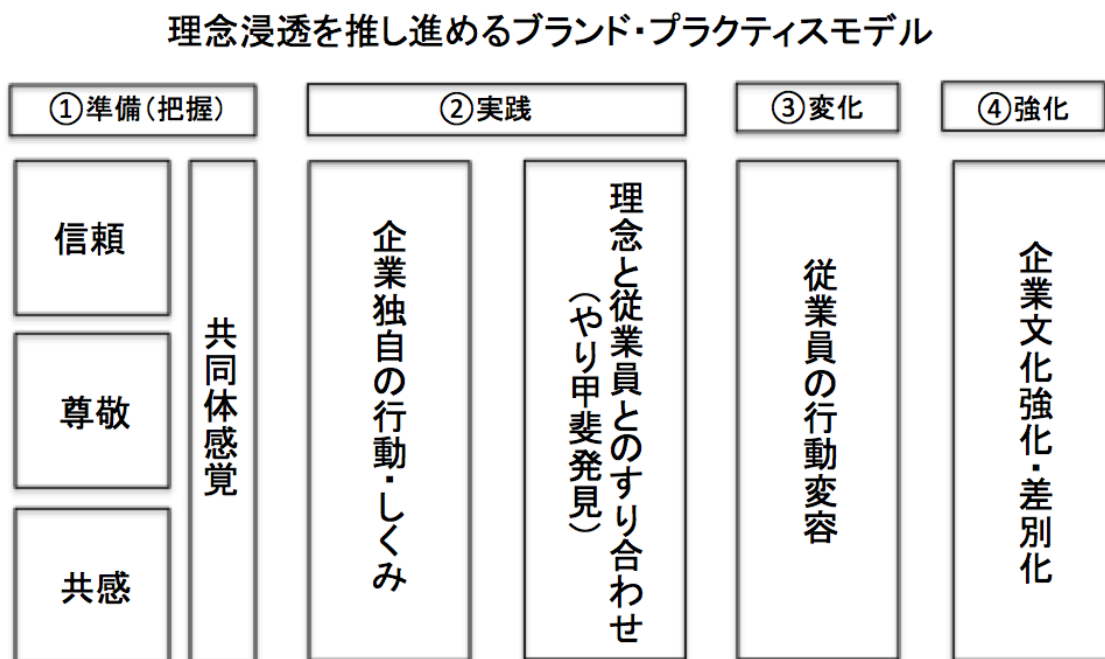 理念浸透を推し進めるブランド・プラクティスモデル
①準備(把握)
②実践
③変化
④強化
信頼
尊敬
共感
共同体感覚
企業独自の行動・しくみ
理念と従業員とのすり合わせ
(やり甲斐発見)
従業員の行動変容
企業文化強化・差別化